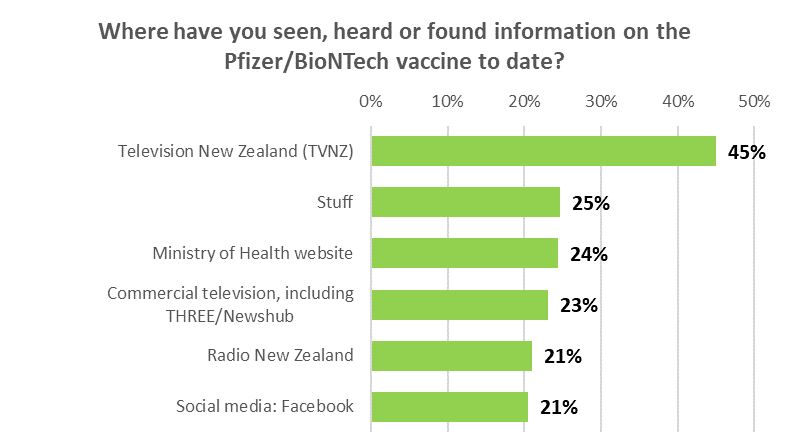 Where have you seen, heard or found information on the
Pfizer/BioNTech vaccine to date?
0% 10% 20% 30% 40% 50%
Television New Zealand (TVNZ) 45%
Stuff 25%
Ministry of Health website 24%
Commercial television, including
THREE/Newshub 23%
Radio New Zealand 21%
Social media: Facebook 21%